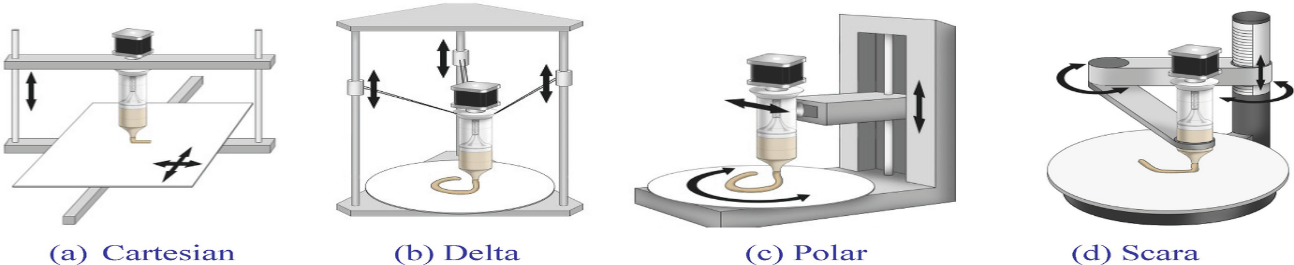 (a) Cartesian
(b) Delta
(c) Polar
(d) Scara